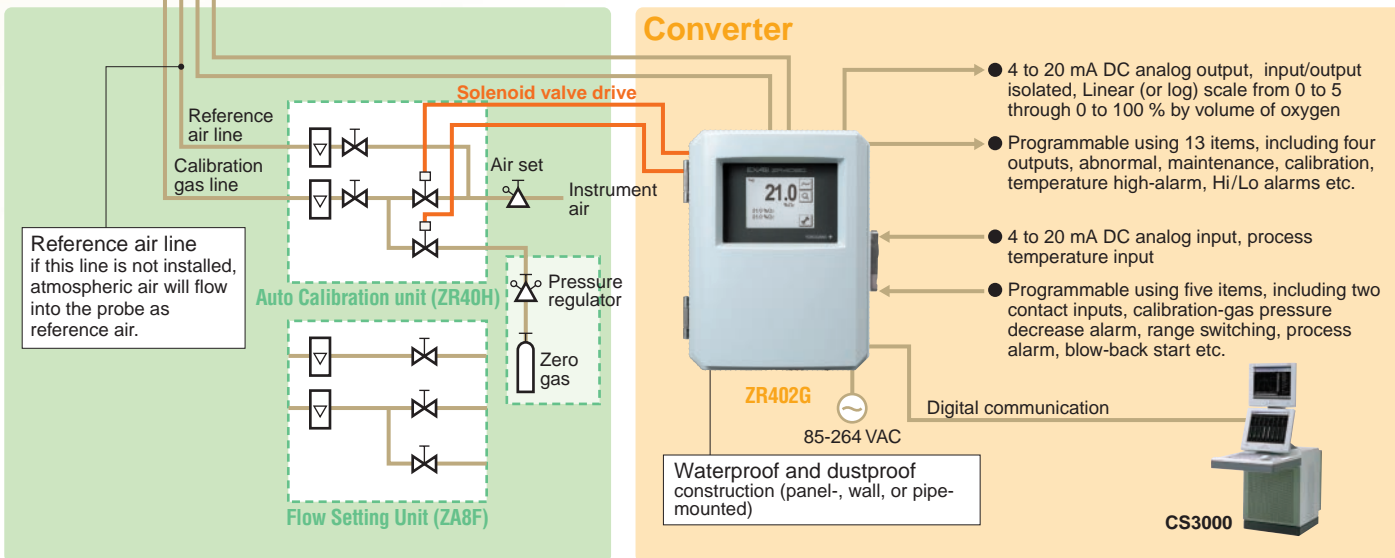 Converter
Solenoid valve drive
Reference
air line
Calibration
gas line
Air set
Instrument
air
Reference air line
if this line is not installed,
atmospheric air will flow
into the probe as
reference air.
Auto Calibration unit (ZR40H)
Pressure
regulator
Zero
gas
Flow Setting Unit (ZA8F)
● 4 to 20 mA DC analog output, input/output
isolated, Linear (or log) scale from 0 to 5
through 0 to 100 % by volume of oxygen
● Programmable using 13 items, including four
outputs, abnormal, maintenance, calibration,
temperature high-alarm, Hi/Lo alarms etc.
● 4 to 20 mA DC analog input, process
temperature input
● Programmable using five items, including two
contact inputs, calibration-gas pressure
decrease alarm, range switching, process
alarm, blow-back start etc.
21.0
ZR402G
85-264 VAC
Digital communication
Waterproof and dustproof
construction (panel-, wall, or pipe-
mounted)
CS3000